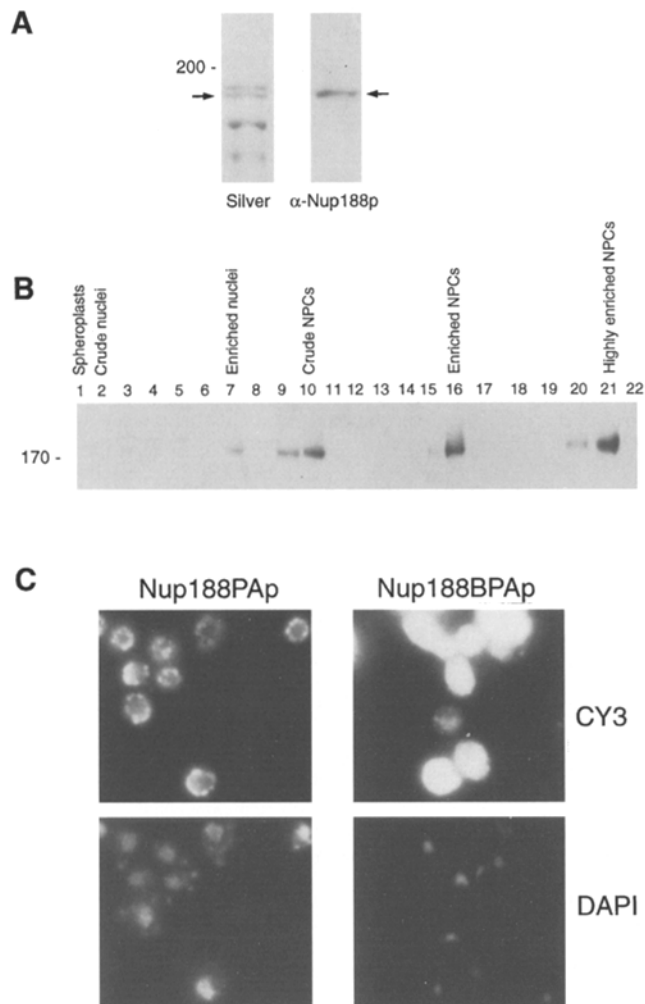 A
200 -
Silver
α-Nup188p
B
Spheroplasts
Crude nuclei
Enriched nuclei
Crude NPCs
Enriched NPCs
Highly enriched NPCs
1 2 3 4 5 6 7 8 9 10 11 12 13 14 15 16 17 18 19 20 21 22
170 -
C
Nup188PAp
Nup188BPAp
CY3
DAPI